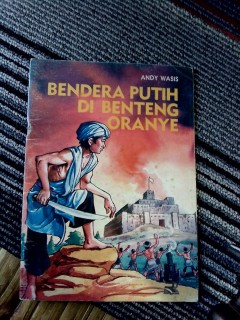 ANDY WASIS
BENDERA PUTIH
DI BENTENG
ORANYE